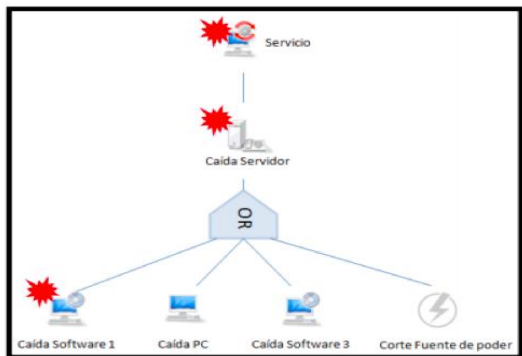 Servicio
Caída Servidor
OR
Caída Software 1
Caída PC
Caída Software 3
Corte Fuente de poder